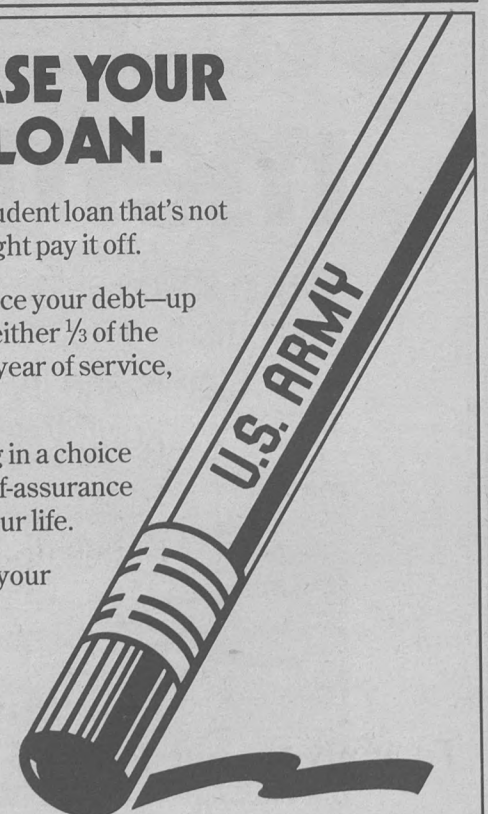 ASE YOUR
LOAN.
udent loan that's not
ght pay it off.
ce your debt—up
either ⅓ of the
year of service,
g in a choice
f-assurance
ur life.
your
U.S. ARMY